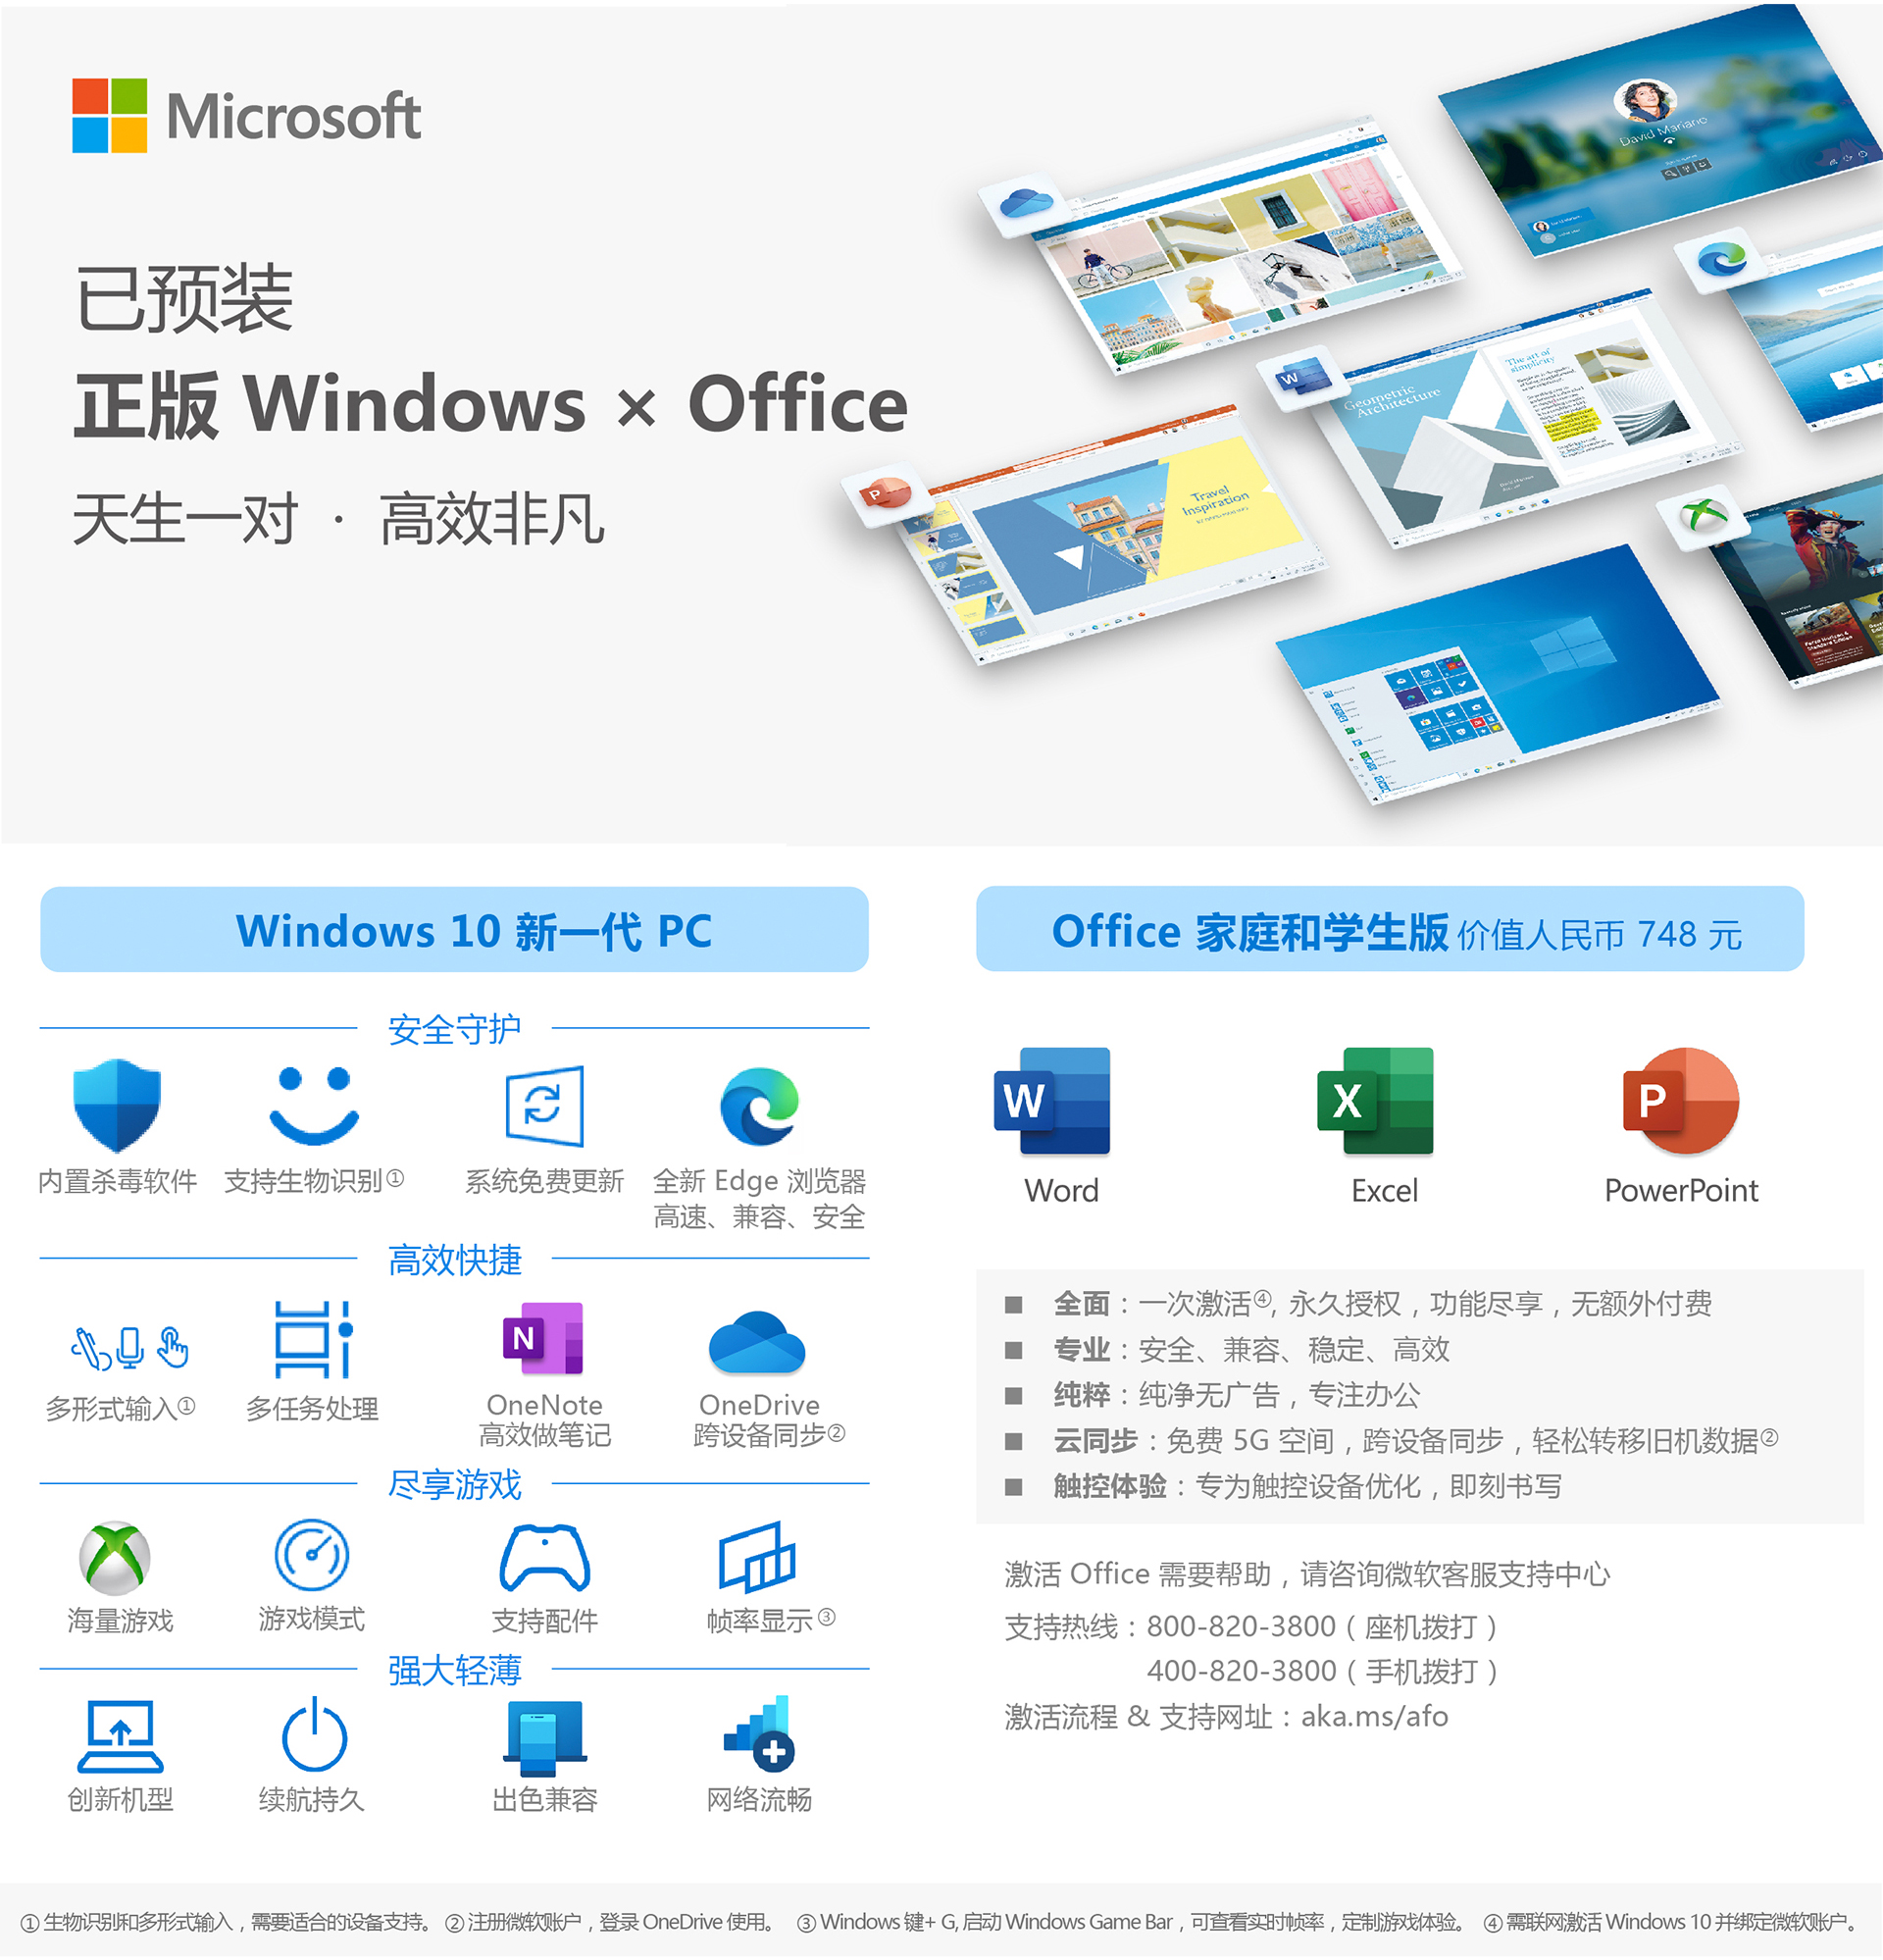 Microsoft
已预装
正版 Windows × Office
天生一对 · 高效非凡
David Mariano
Geometric
Architecture
The art of
simplicity
Travel
Inspiration
Windows 10 新一代 PC
安全守护
内置杀毒软件
支持生物识别①
系统免费更新
全新 Edge 浏览器
高速、兼容、安全
高效快捷
多形式输入①
多任务处理
OneNote
高效做笔记
OneDrive
跨设备同步②
尽享游戏
海量游戏
游戏模式
支持配件
帧率显示③
强大轻薄
创新机型
续航持久
出色兼容
网络流畅
Office 家庭和学生版 价值人民币 748 元
Word
Excel
PowerPoint
■ 全面：一次激活④, 永久授权，功能尽享，无额外付费
■ 专业：安全、兼容、稳定、高效
■ 纯粹：纯净无广告，专注办公
■ 云同步：免费 5G 空间，跨设备同步，轻松转移旧机数据②
■ 触控体验：专为触控设备优化，即刻书写
激活 Office 需要帮助，请咨询微软客服支持中心
支持热线：800-820-3800（座机拨打）
400-820-3800（手机拨打）
激活流程 & 支持网址：aka.ms/afo
① 生物识别和多形式输入，需要适合的设备支持。 ② 注册微软账户，登录 OneDrive 使用。 ③ Windows 键+ G, 启动 Windows Game Bar，可查看实时帧率，定制游戏体验。 ④ 需联网激活 Windows 10 并绑定微软账户。